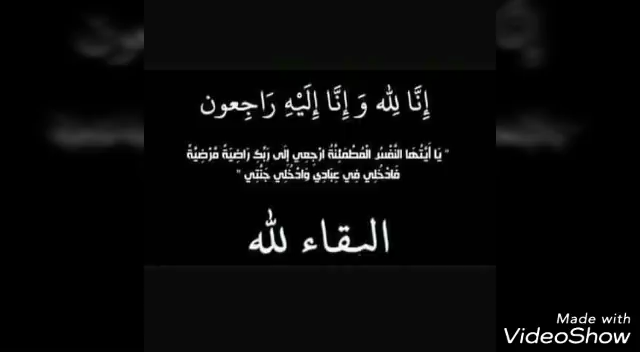 إِنَّا لِلّٰه وَ إِنَّا إِلَيْهِ رَاجِعون
" يَا أَيَّتُهَا النَّفْسُ الْمُطْمَئِنَّةُ ارْجِعِي إِلَى رَبِّكِ رَاضِيَةً مَّرْضِيَّةً
فَادْخُلِي فِي عِبَادِي وَادْخُلِي جَنَّتِي "
البقاء لله
Made with
VideoShow